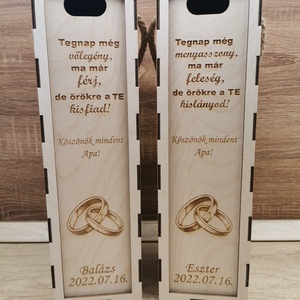 Tegnap még
vőlegény,
ma már
férj,
de örökre a TE
kisfiad!
Köszönök mindent
Apa!
Balázs
2022.07.16.
Tegnap még
menyasszony,
ma már
feleség,
de örökre a TE
kislányod!
Köszönök mindent
Apa!
Eszter
2022.07.16.